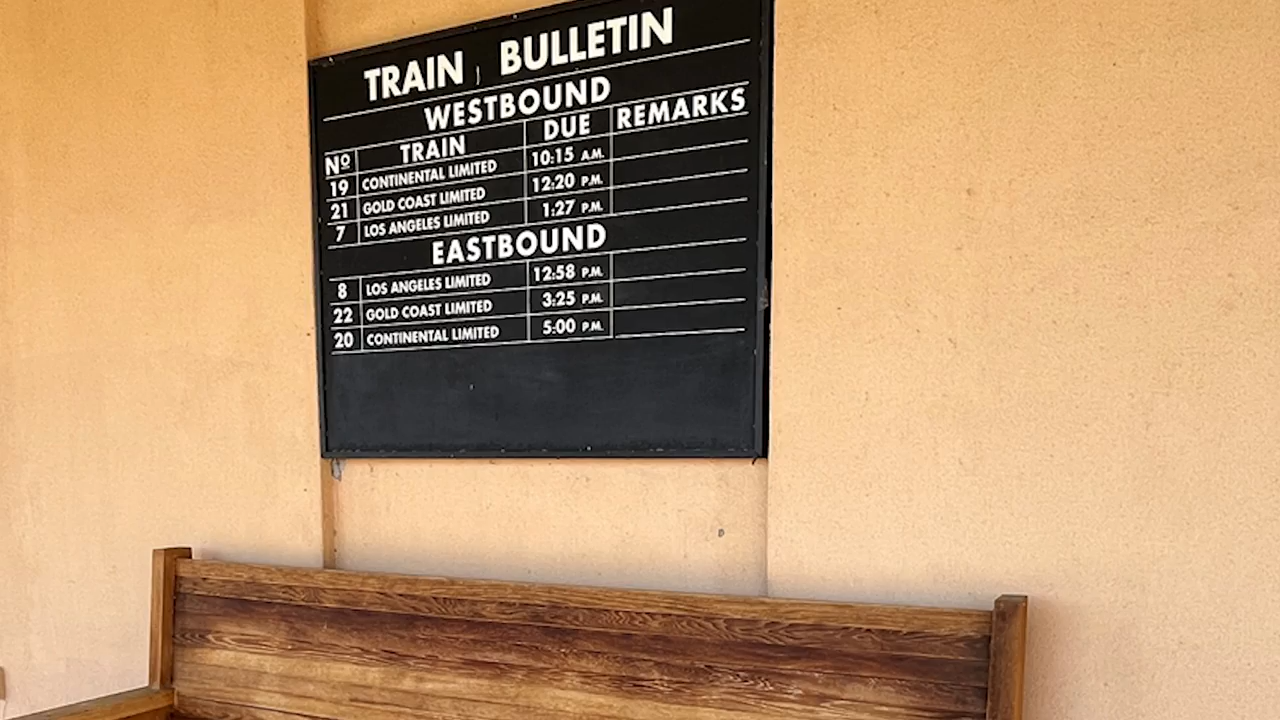 TRAIN BULLETIN
WESTBOUND
Nº TRAIN DUE REMARKS
19 CONTINENTAL LIMITED 10:15 A.M.
21 GOLD COAST LIMITED 12:20 P.M.
7 LOS ANGELES LIMITED 1:27 P.M.
EASTBOUND
8 LOS ANGELES LIMITED 12:58 P.M.
22 GOLD COAST LIMITED 3:25 P.M.
20 CONTINENTAL LIMITED 5:00 P.M.